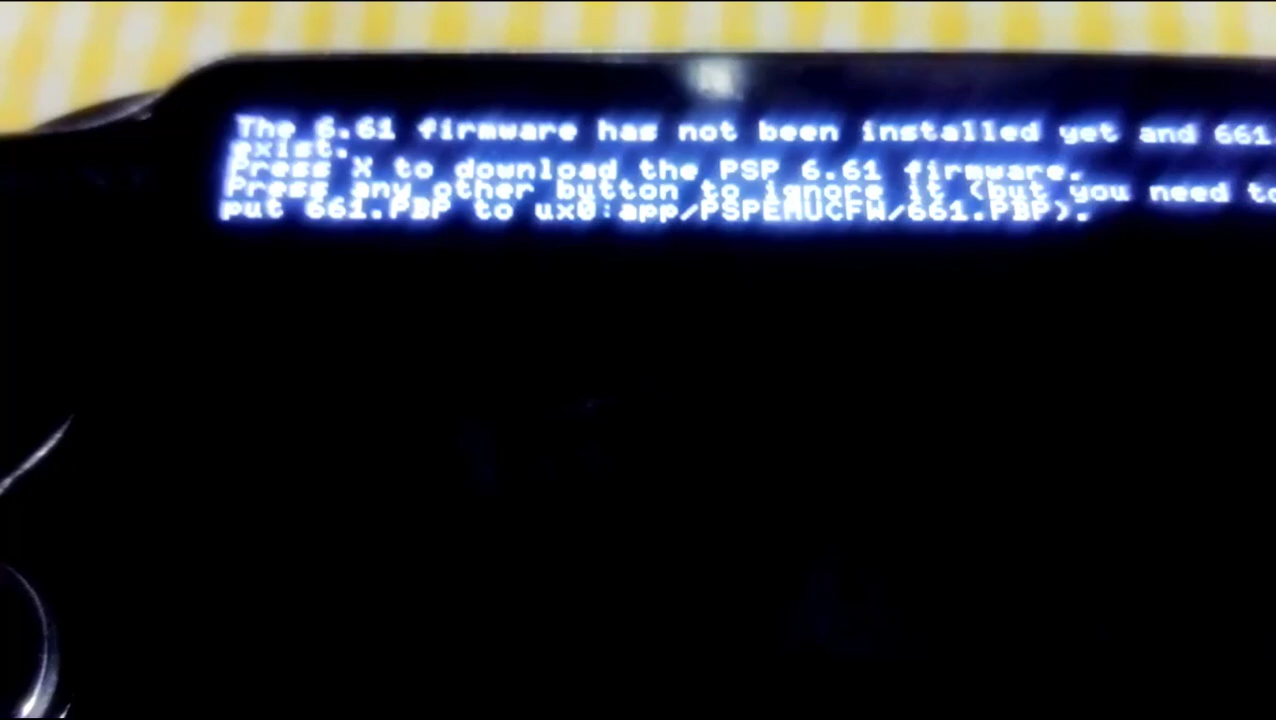 The 6.61 firmware has not been installed yet and 661.
exist.
Press X to download the PSP 6.61 firmware.
Press any other button to ignore it (but you need to
put 661.PBP to ux0:app/PSPEMUCFW/661.PBP).